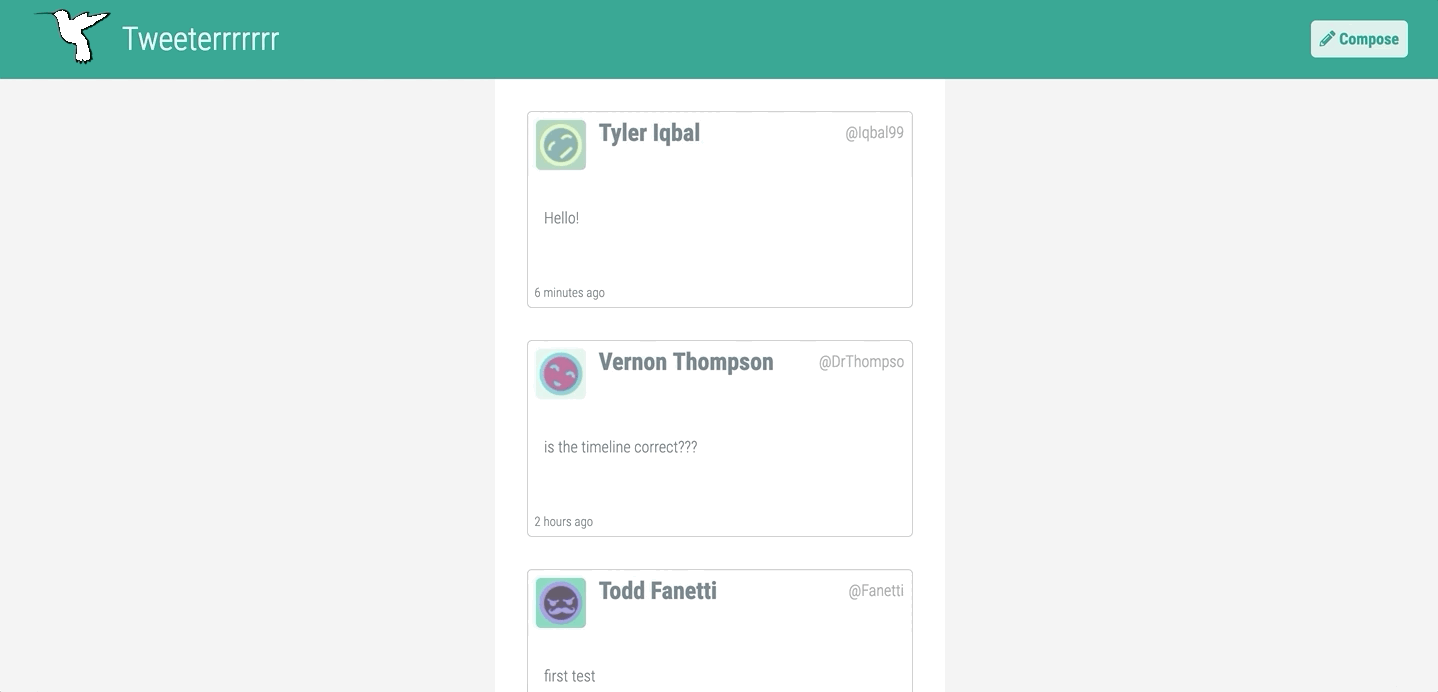 Tweeterrrrrrr
Compose
Tyler Iqbal @Iqbal99
Hello!
6 minutes ago
Vernon Thompson @DrThompso
is the timeline correct???
2 hours ago
Todd Fanetti @Fanetti
first test